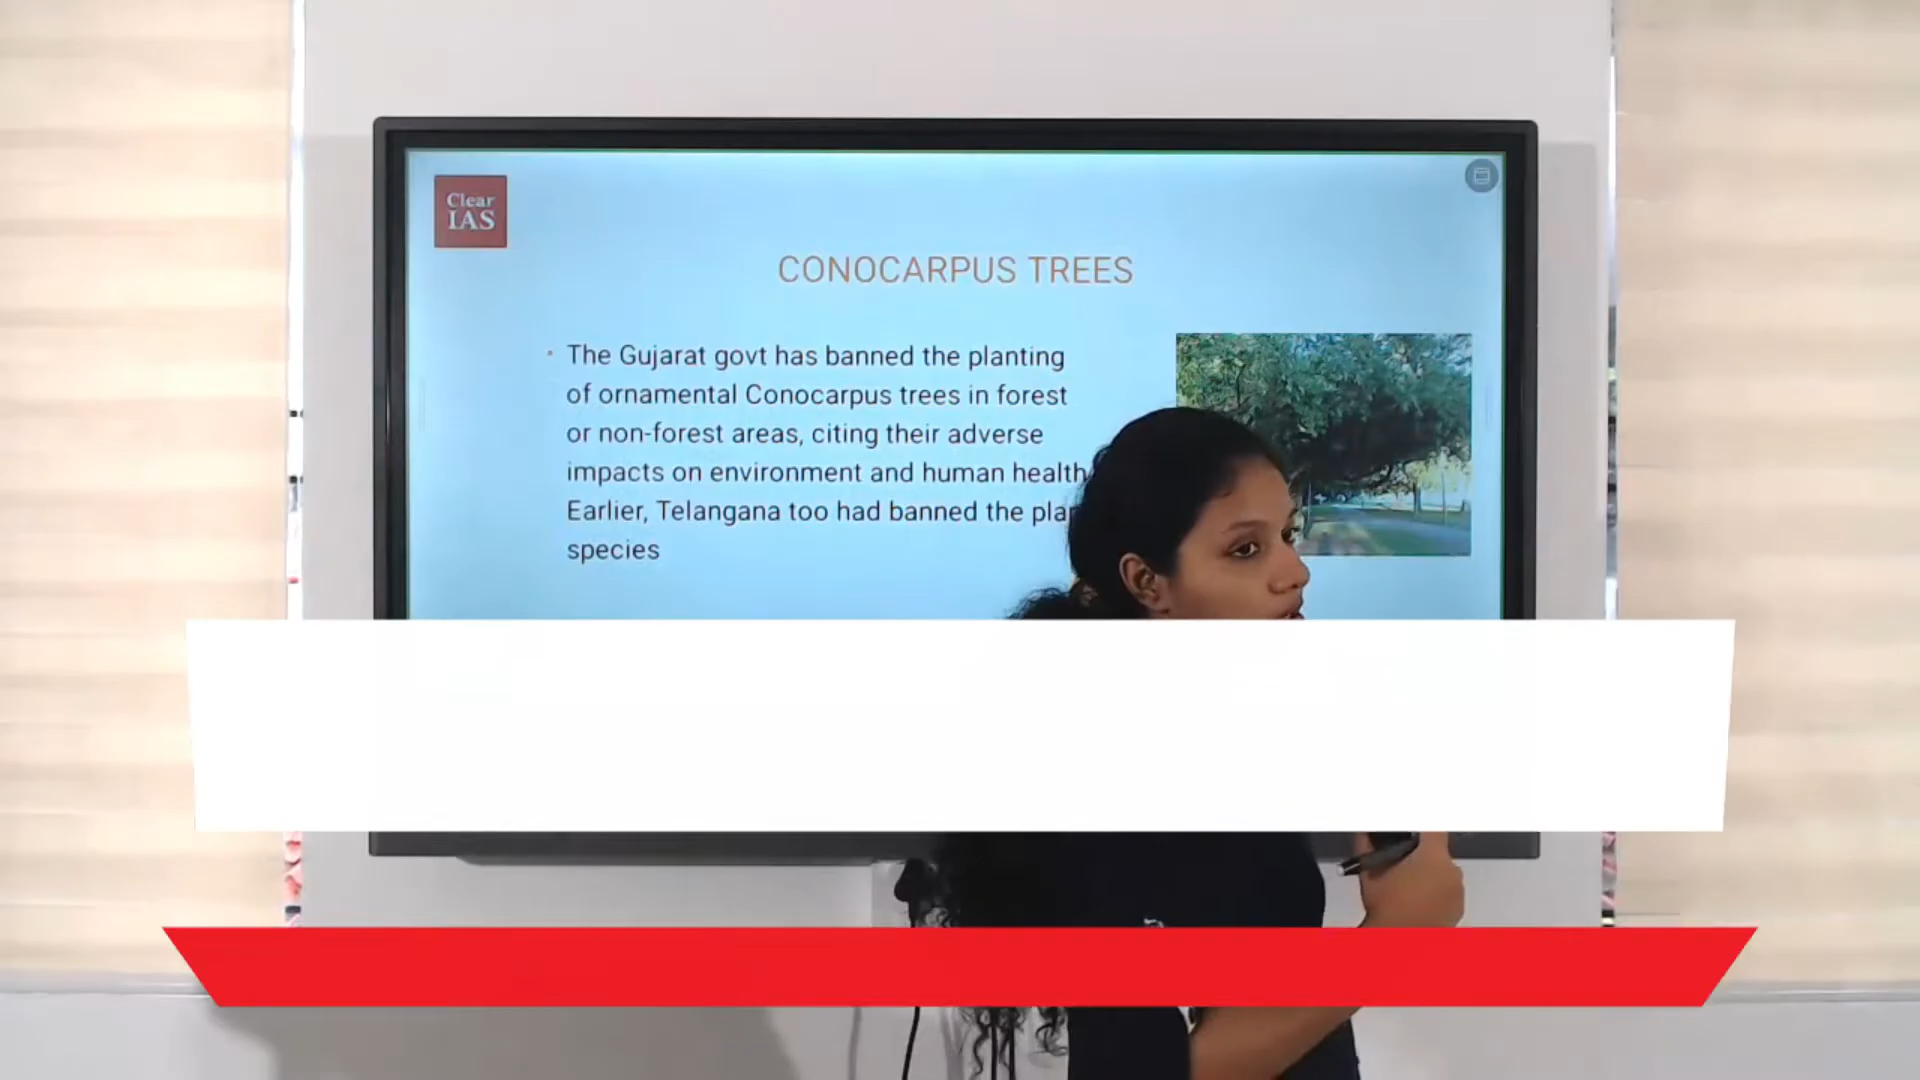 Clear
IAS
CONOCARPUS TREES
The Gujarat govt has banned the planting
of ornamental Conocarpus trees in forest
or non-forest areas, citing their adverse
impacts on environment and human health
Earlier, Telangana too had banned the
species